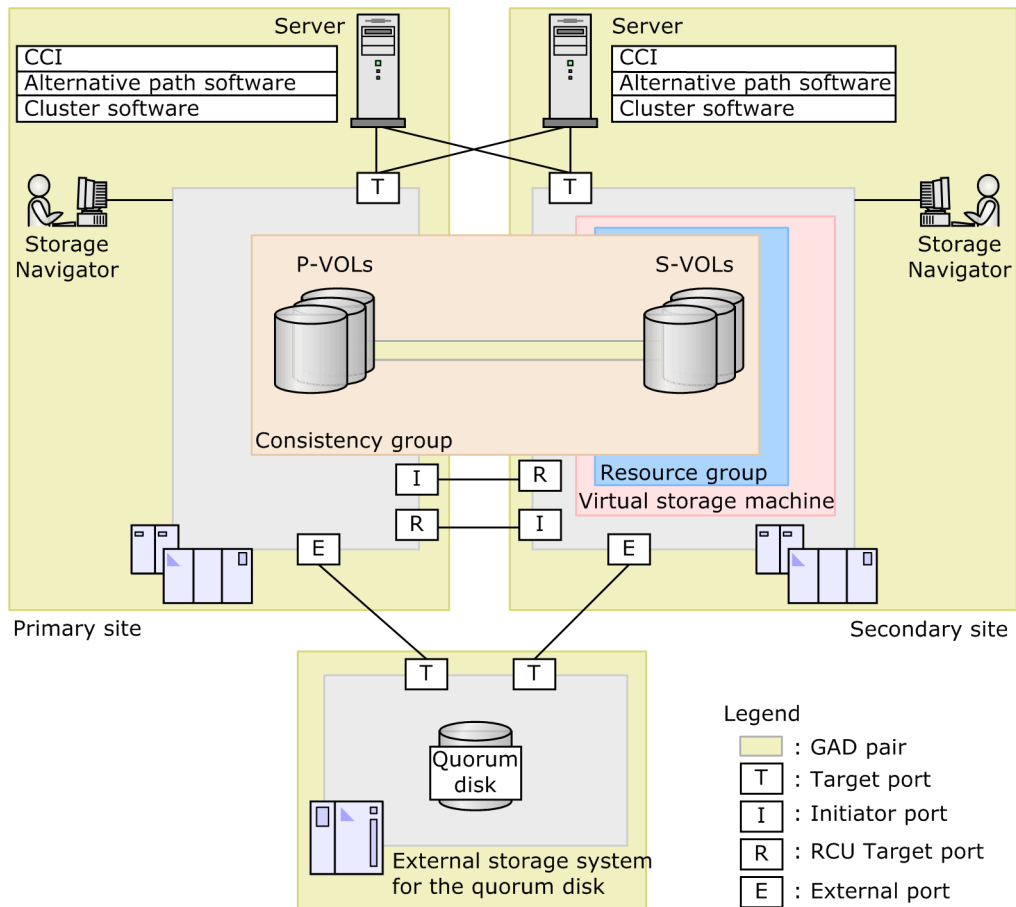 Server
CCI
Alternative path software
Cluster software
Server
CCI
Alternative path software
Cluster software
T
T
Storage
Navigator
Storage
Navigator
P-VOLs
S-VOLs
Consistency group
Resource group
Virtual storage machine
I
R
R
I
E
E
Primary site
Secondary site
T
T
Quorum
disk
External storage system
for the quorum disk
Legend
: GAD pair
T : Target port
I : Initiator port
R : RCU Target port
E : External port